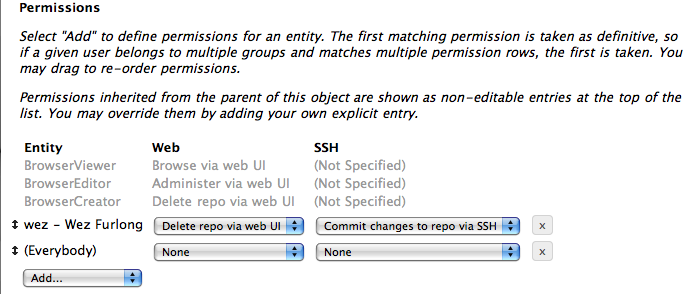 Permissions
Select "Add" to define permissions for an entity. The first matching permission is taken as definitive, so
if a given user belongs to multiple groups and matches multiple permission rows, the first is taken. You
may drag to re-order permissions.
Permissions inherited from the parent of this object are shown as non-editable entries at the top of the
list. You may override them by adding your own explicit entry.
Entity Web SSH
BrowserViewer Browse via web UI (Not Specified)
BrowserEditor Administer via web UI (Not Specified)
BrowserCreator Delete repo via web UI (Not Specified)
wez - Wez Furlong Delete repo via web UI Commit changes to repo via SSH x
(Everybody) None None x
Add...